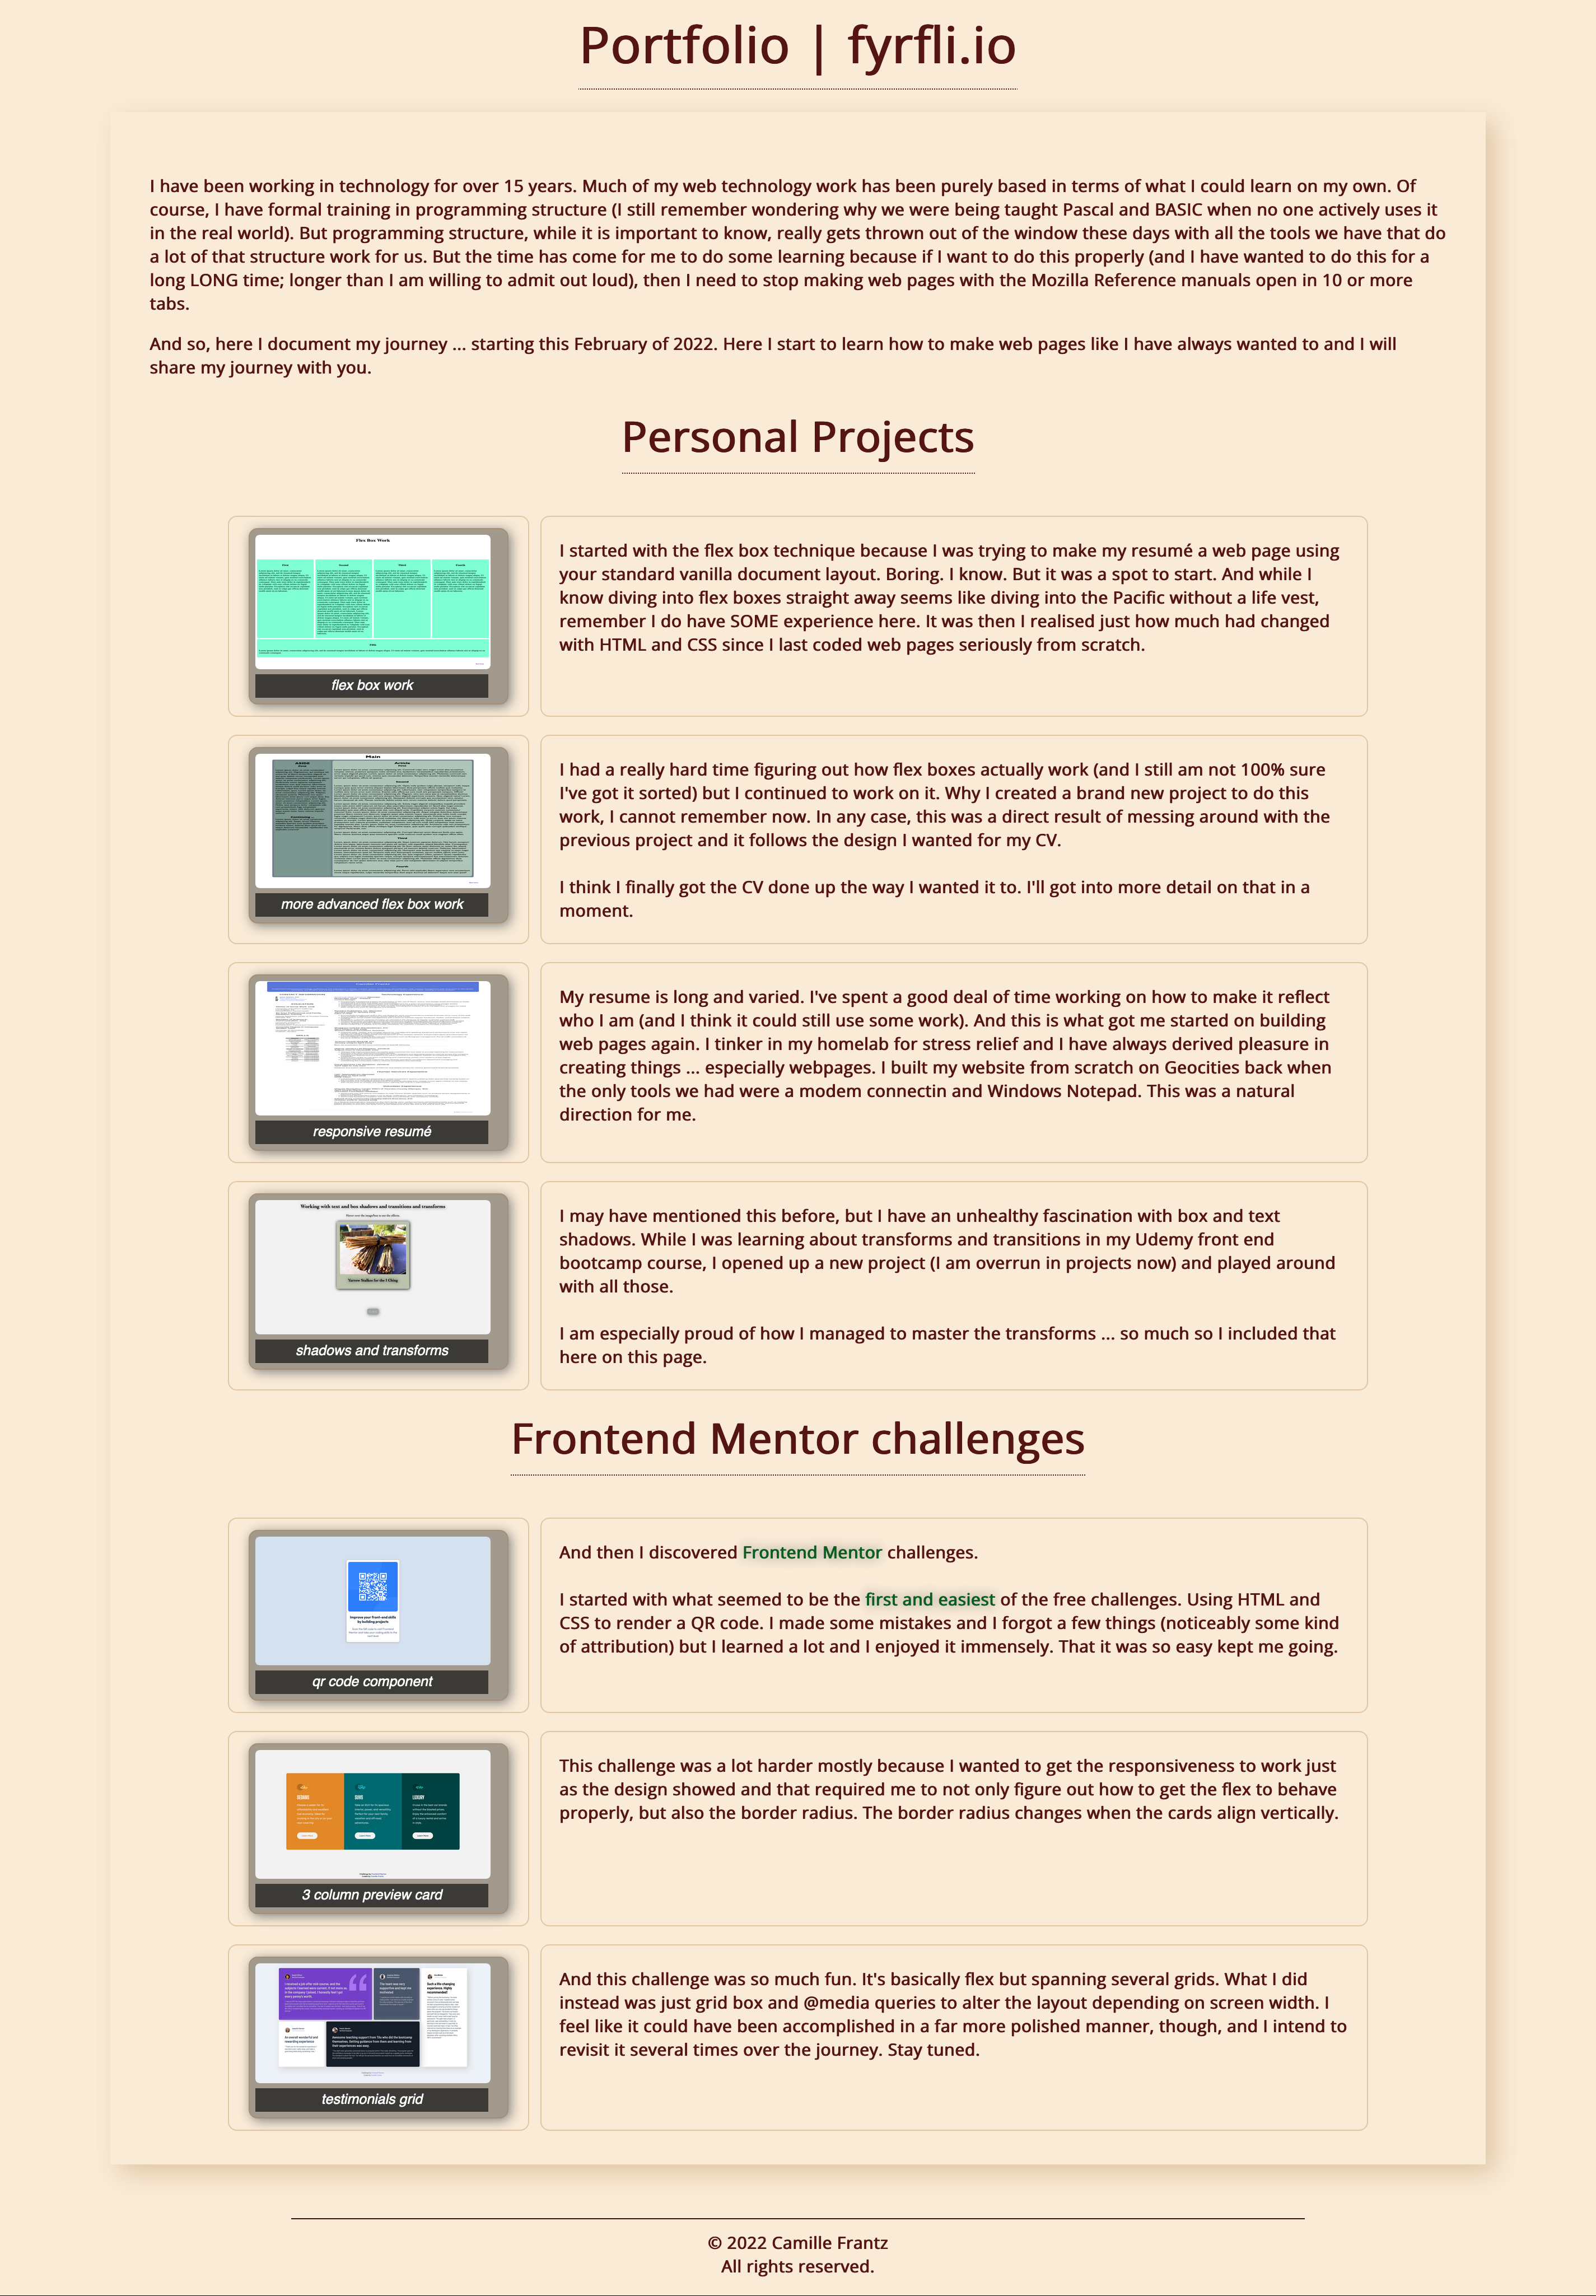 Portfolio | fyrfli.io
I have been working in technology for over 15 years. Much of my web technology work has been purely based in terms of what I could learn on my own. Of
course, I have formal training in programming structure (I still remember wondering why we were being taught Pascal and BASIC when no one actively uses it
in the real world). But programming structure, while it is important to know, really gets thrown out of the window these days with all the tools we have that do
a lot of that structure work for us. But the time has come for me to do some learning because if I want to do this properly (and I have wanted to do this for a
long LONG time; longer than I am willing to admit out loud), then I need to stop making web pages with the Mozilla Reference manuals open in 10 or more
tabs.
And so, here I document my journey ... starting this February of 2022. Here I start to learn how to make web pages like I have always wanted to and I will
share my journey with you.
Personal Projects
Flex Box Work
flex box work
I started with the flex box technique because I was trying to make my resumé a web page using
your standard vanilla document layout. Boring. I know. But it was a spot to start. And while I
know diving into flex boxes straight away seems like diving into the Pacific without a life vest,
remember I do have SOME experience here. It was then I realised just how much had changed
with HTML and CSS since I last coded web pages seriously from scratch.
Main
more advanced flex box work
I had a really hard time figuring out how flex boxes actually work (and I still am not 100% sure
I've got it sorted) but I continued to work on it. Why I created a brand new project to do this
work, I cannot remember now. In any case, this was a direct result of messing around with the
previous project and it follows the design I wanted for my CV.
I think I finally got the CV done up the way I wanted it to. I'll got into more detail on that in a
moment.
responsive resumé
My resume is long and varied. I've spent a good deal of time working on how to make it reflect
who I am (and I think it could still use some work). And this is what got me started on building
web pages again. I tinker in my homelab for stress relief and I have always derived pleasure in
creating things ... especially webpages. I built my website from scratch on Geocities back when
the only tools we had were a modem connectin and Windows Notepad. This was a natural
direction for me.
Working with text and box shadows and transitions and transforms
Yarrow Stalks for the I Ching
shadows and transforms
I may have mentioned this before, but I have an unhealthy fascination with box and text
shadows. While I was learning about transforms and transitions in my Udemy front end
bootcamp course, I opened up a new project (I am overrun in projects now) and played around
with all those.
I am especially proud of how I managed to master the transforms ... so much so I included that
here on this page.
Frontend Mentor challenges
Improve your front-end skills
by building projects
qr code component
And then I discovered Frontend Mentor challenges.
I started with what seemed to be the first and easiest of the free challenges. Using HTML and
CSS to render a QR code. I made some mistakes and I forgot a few things (noticeably some kind
of attribution) but I learned a lot and I enjoyed it immensely. That it was so easy kept me going.
SEDANS SUVS LUXURY
3 column preview card
This challenge was a lot harder mostly because I wanted to get the responsiveness to work just
as the design showed and that required me to not only figure out how to get the flex to behave
properly, but also the border radius. The border radius changes when the cards align vertically.
testimonials grid
And this challenge was so much fun. It's basically flex but spanning several grids. What I did
instead was just grid box and @media queries to alter the layout depending on screen width. I
feel like it could have been accomplished in a far more polished manner, though, and I intend to
revisit it several times over the journey. Stay tuned.
© 2022 Camille Frantz
All rights reserved.